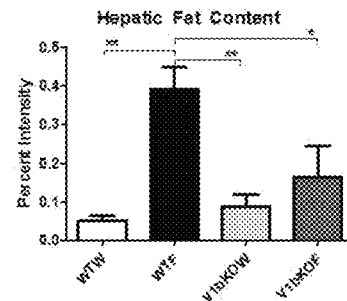 Hepatic Fat Content
Percent Intensity
0.5
0.4
0.3
0.2
0.1
0.0
**
**
*
WTW
WTF
V1bKOW
V1bKOF